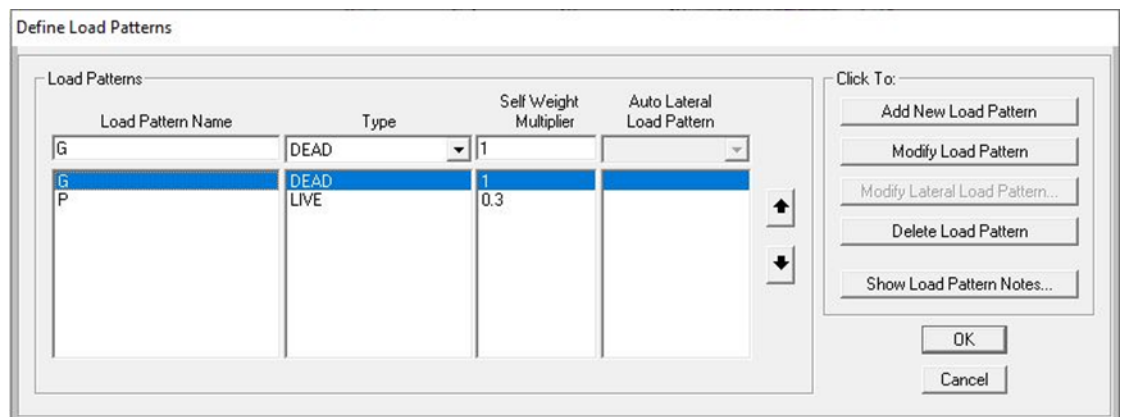 Define Load Patterns
Load Patterns
Load Pattern Name Type Self Weight Multiplier Auto Lateral Load Pattern
G DEAD 1
G DEAD 1
P LIVE 0.3
Click To:
Add New Load Pattern
Modify Load Pattern
Modify Lateral Load Pattern...
Delete Load Pattern
Show Load Pattern Notes...
OK
Cancel